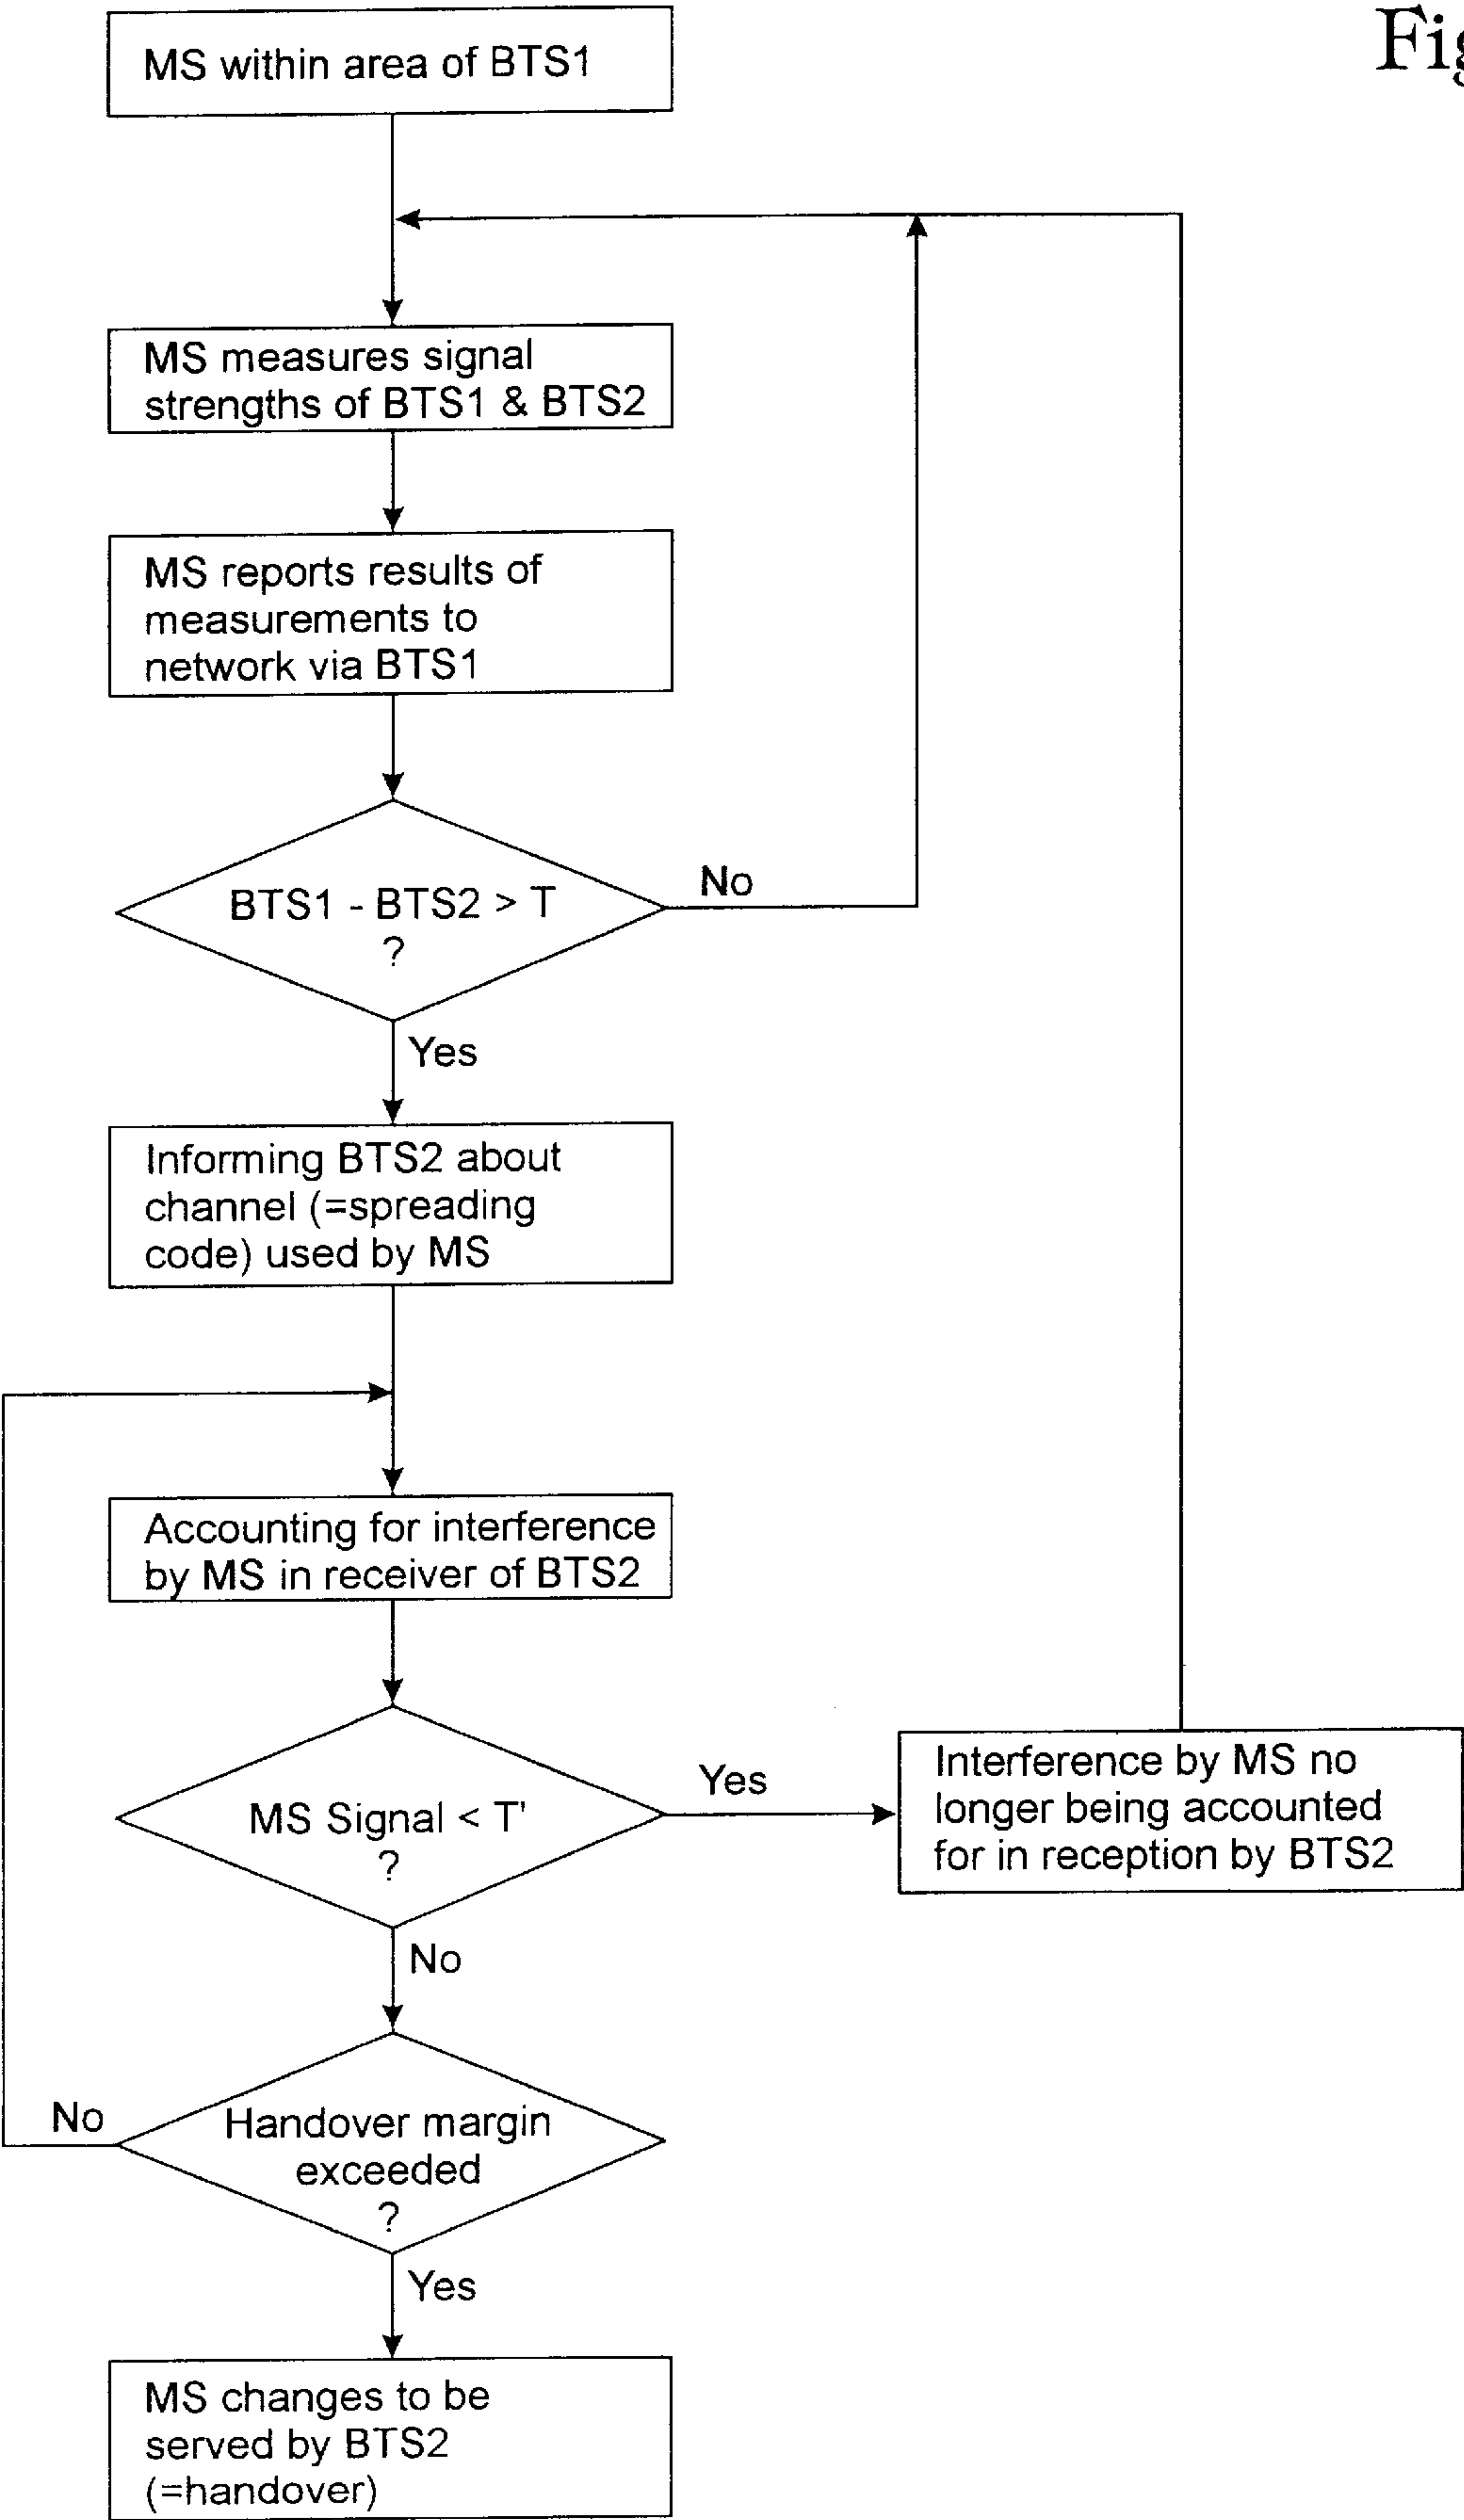 Fig
MS within area of BTS1
MS measures signal
strengths of BTS1 & BTS2
MS reports results of
measurements to
network via BTS1
BTS1 - BTS2 > T
?
No
Yes
Informing BTS2 about
channel (=spreading
code) used by MS
Accounting for interference
by MS in receiver of BTS2
MS Signal < T'
?
Yes
Interference by MS no
longer being accounted
for in reception by BTS2
No
Handover margin
exceeded
?
No
Yes
MS changes to be
served by BTS2
(=handover)